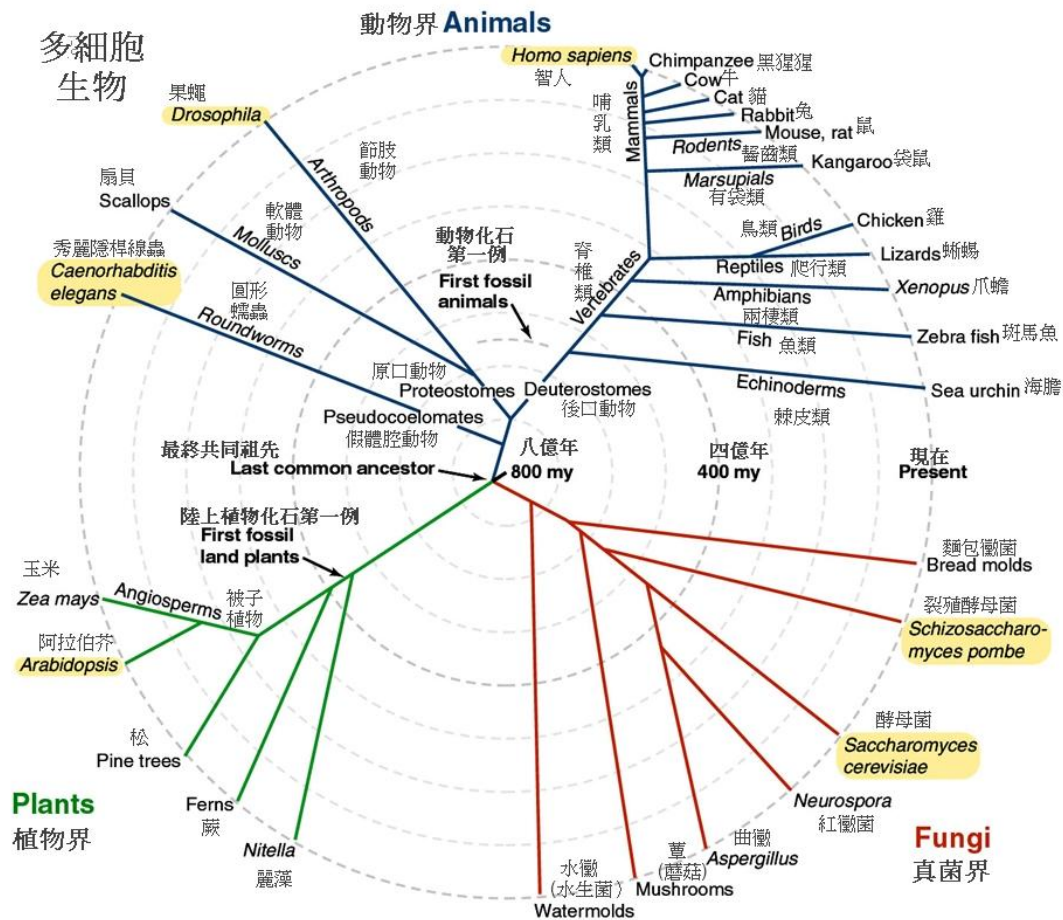 動物界 Animals
多細胞
生物
Homo sapiens
智人
Chimpanzee 黑猩猩
Cow 牛
Cat 貓
Rabbit 兔
Mouse, rat 鼠
Rodents
齧齒類
Kangaroo 袋鼠
Marsupials
有袋類
哺
乳
類
Mammals
鳥類 Birds
Chicken 雞
Reptiles 爬行類
Lizards 蜥蜴
Amphibians
兩棲類
Xenopus 爪蟾
Fish 魚類
Zebra fish 斑馬魚
Echinoderms
棘皮類
Sea urchin 海膽
脊
椎
類
Vertebrates
果蠅
Drosophila
節肢
動物
Arthropods
扇貝
Scallops
軟體
動物
Molluscs
秀麗隱桿線蟲
Caenorhabditis
elegans
圓形
蠕蟲
Roundworms
動物化石
第一例
First fossil
animals
原口動物
Proteostomes
Deuterostomes
後口動物
Pseudocoelomates
假體腔動物
最終共同祖先
Last common ancestor
八億年
800 my
四億年
400 my
現在
Present
陸上植物化石第一例
First fossil
land plants
玉米
Zea mays
Angiosperms
被子
植物
阿拉伯芥
Arabidopsis
松
Pine trees
Ferns
蕨
Nitella
麗藻
Plants
植物界
麵包黴菌
Bread molds
裂殖酵母菌
Schizosaccharo-
myces pombe
酵母菌
Saccharomyces
cerevisiae
Neurospora
紅黴菌
曲黴
Aspergillus
蕈
(蘑菇)
Mushrooms
水黴
(水生菌)
Watermolds
Fungi
真菌界